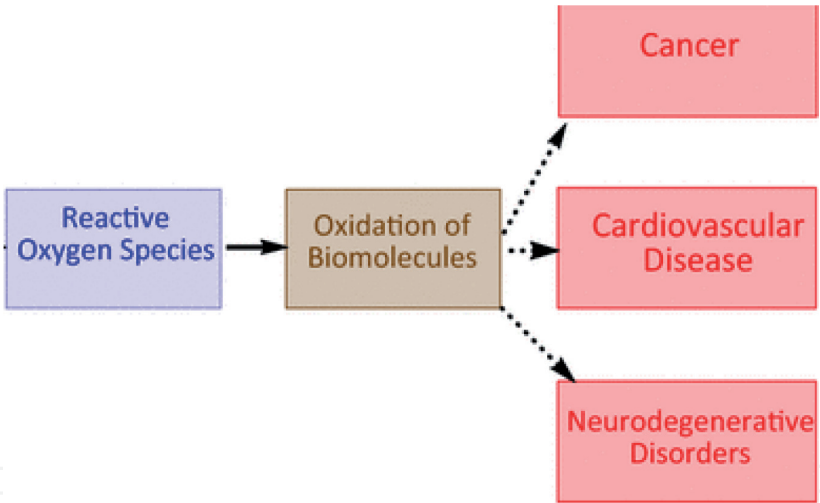 Cancer
Reactive
Oxygen Species
Oxidation of
Biomolecules
Cardiovascular
Disease
Neurodegenerative
Disorders